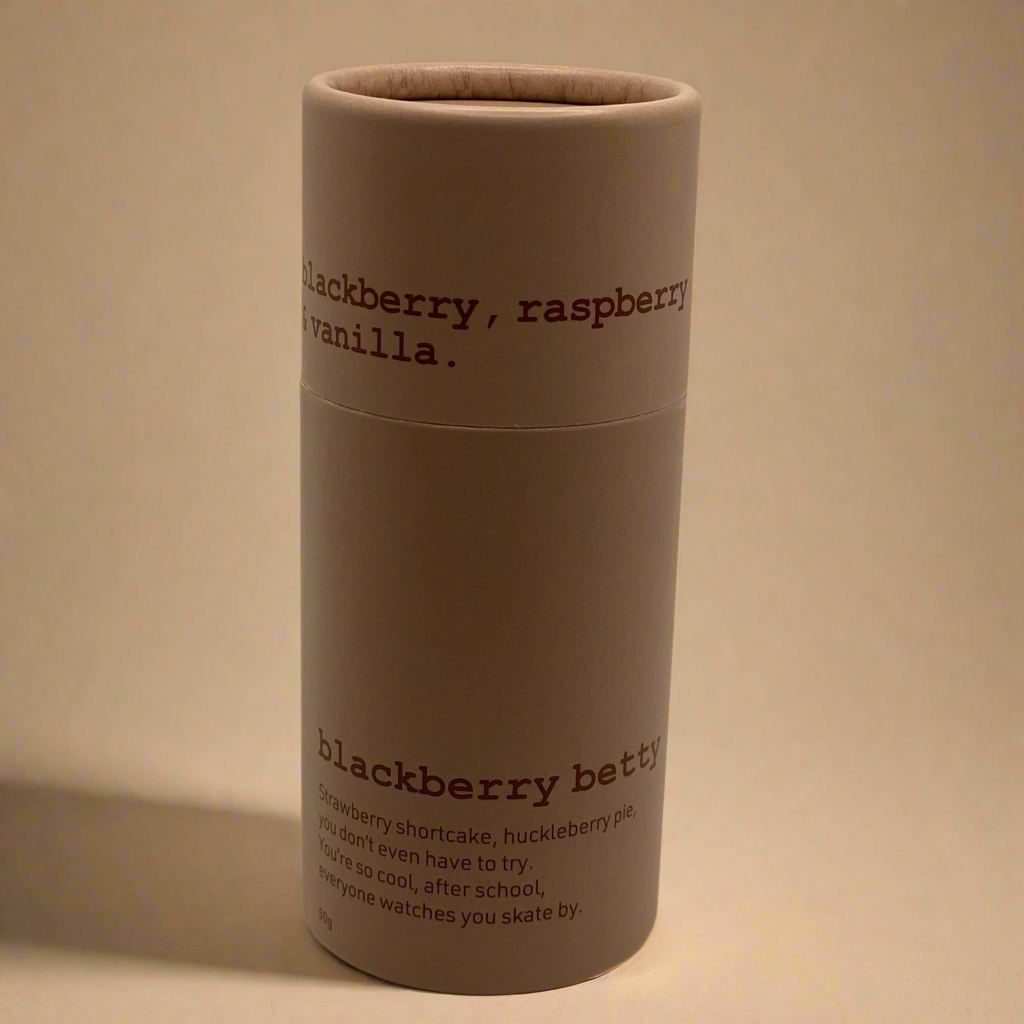 blackberry, raspberry
& vanilla.
blackberry betty
Strawberry shortcake, huckleberry pie,
you don't even have to try.
You're so cool, after school,
everyone watches you skate by.
50g